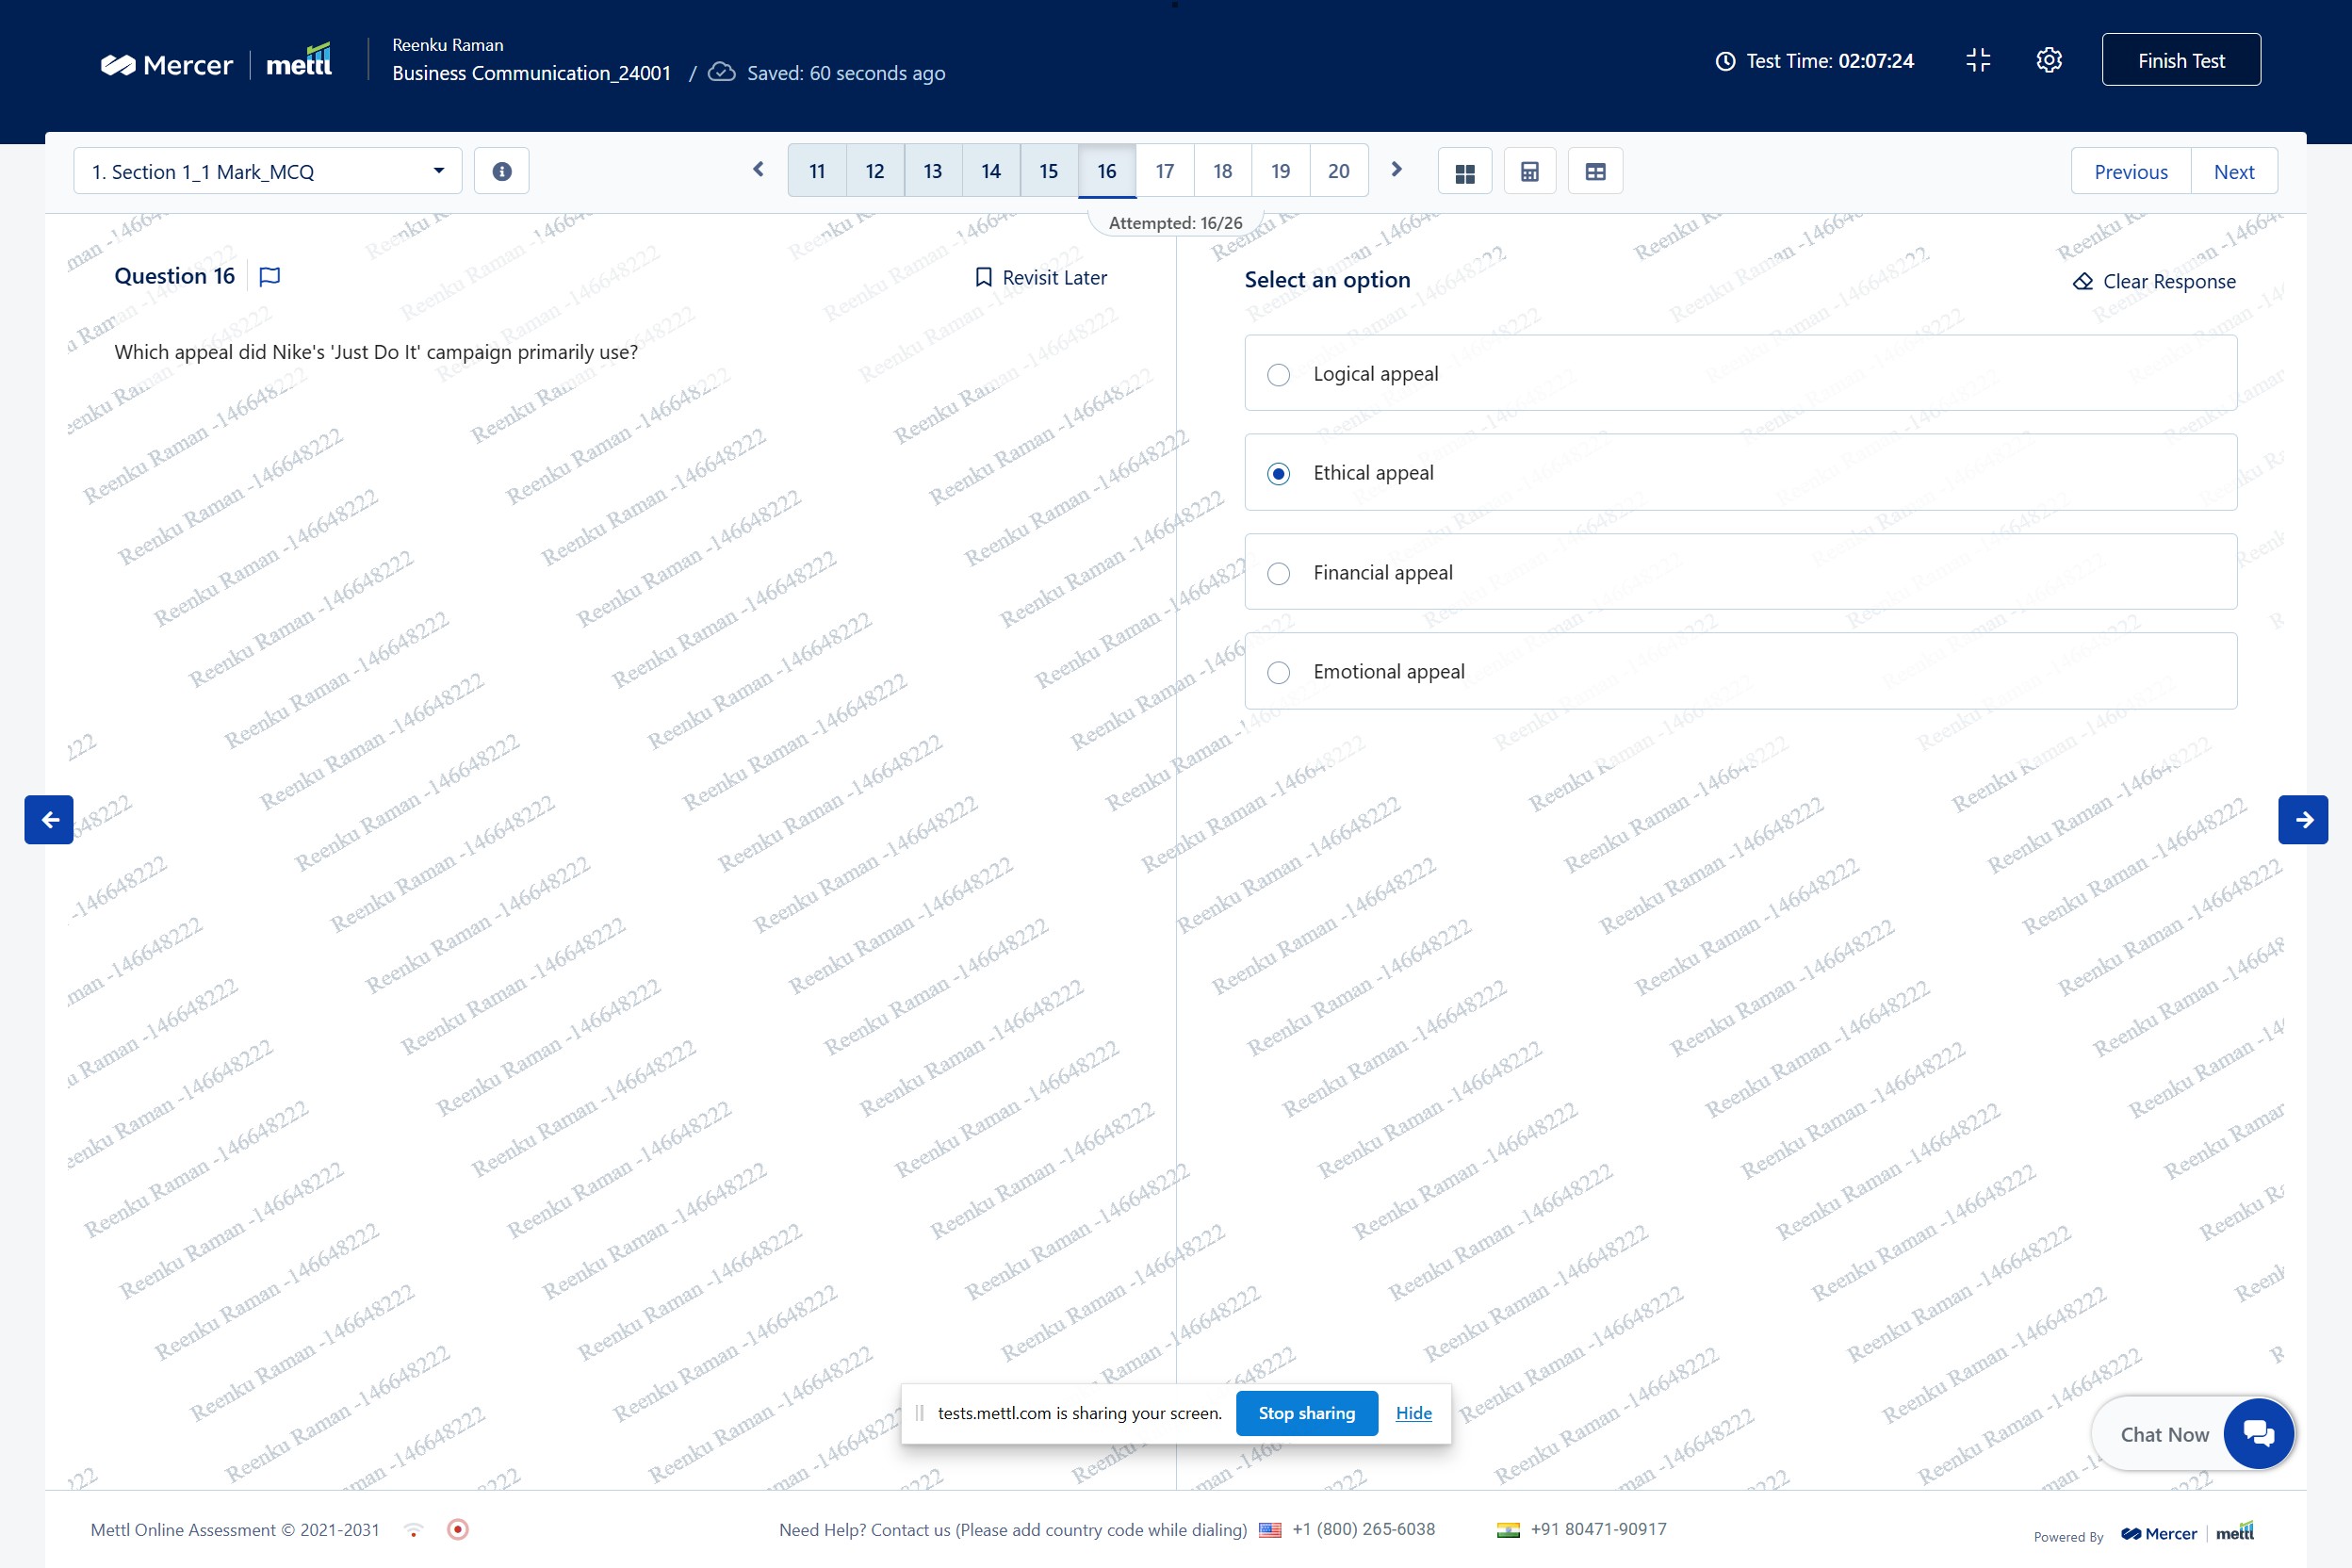 Mercer | mettl
Reenku Raman
Business Communication_24001 / Saved: 60 seconds ago
Test Time: 02:07:24
Finish Test
1. Section 1_1 Mark_MCQ
11 12 13 14 15 16 17 18 19 20
Previous Next
Attempted: 16/26
Question 16
Revisit Later
Which appeal did Nike's 'Just Do It' campaign primarily use?
Select an option
Clear Response
Logical appeal
Ethical appeal
Financial appeal
Emotional appeal
Reenku Raman -146648222
tests.mettl.com is sharing your screen. Stop sharing Hide
Chat Now
Mettl Online Assessment © 2021-2031
Need Help? Contact us (Please add country code while dialing) +1 (800) 265-6038 +91 80471-90917
Powered By Mercer | mettl